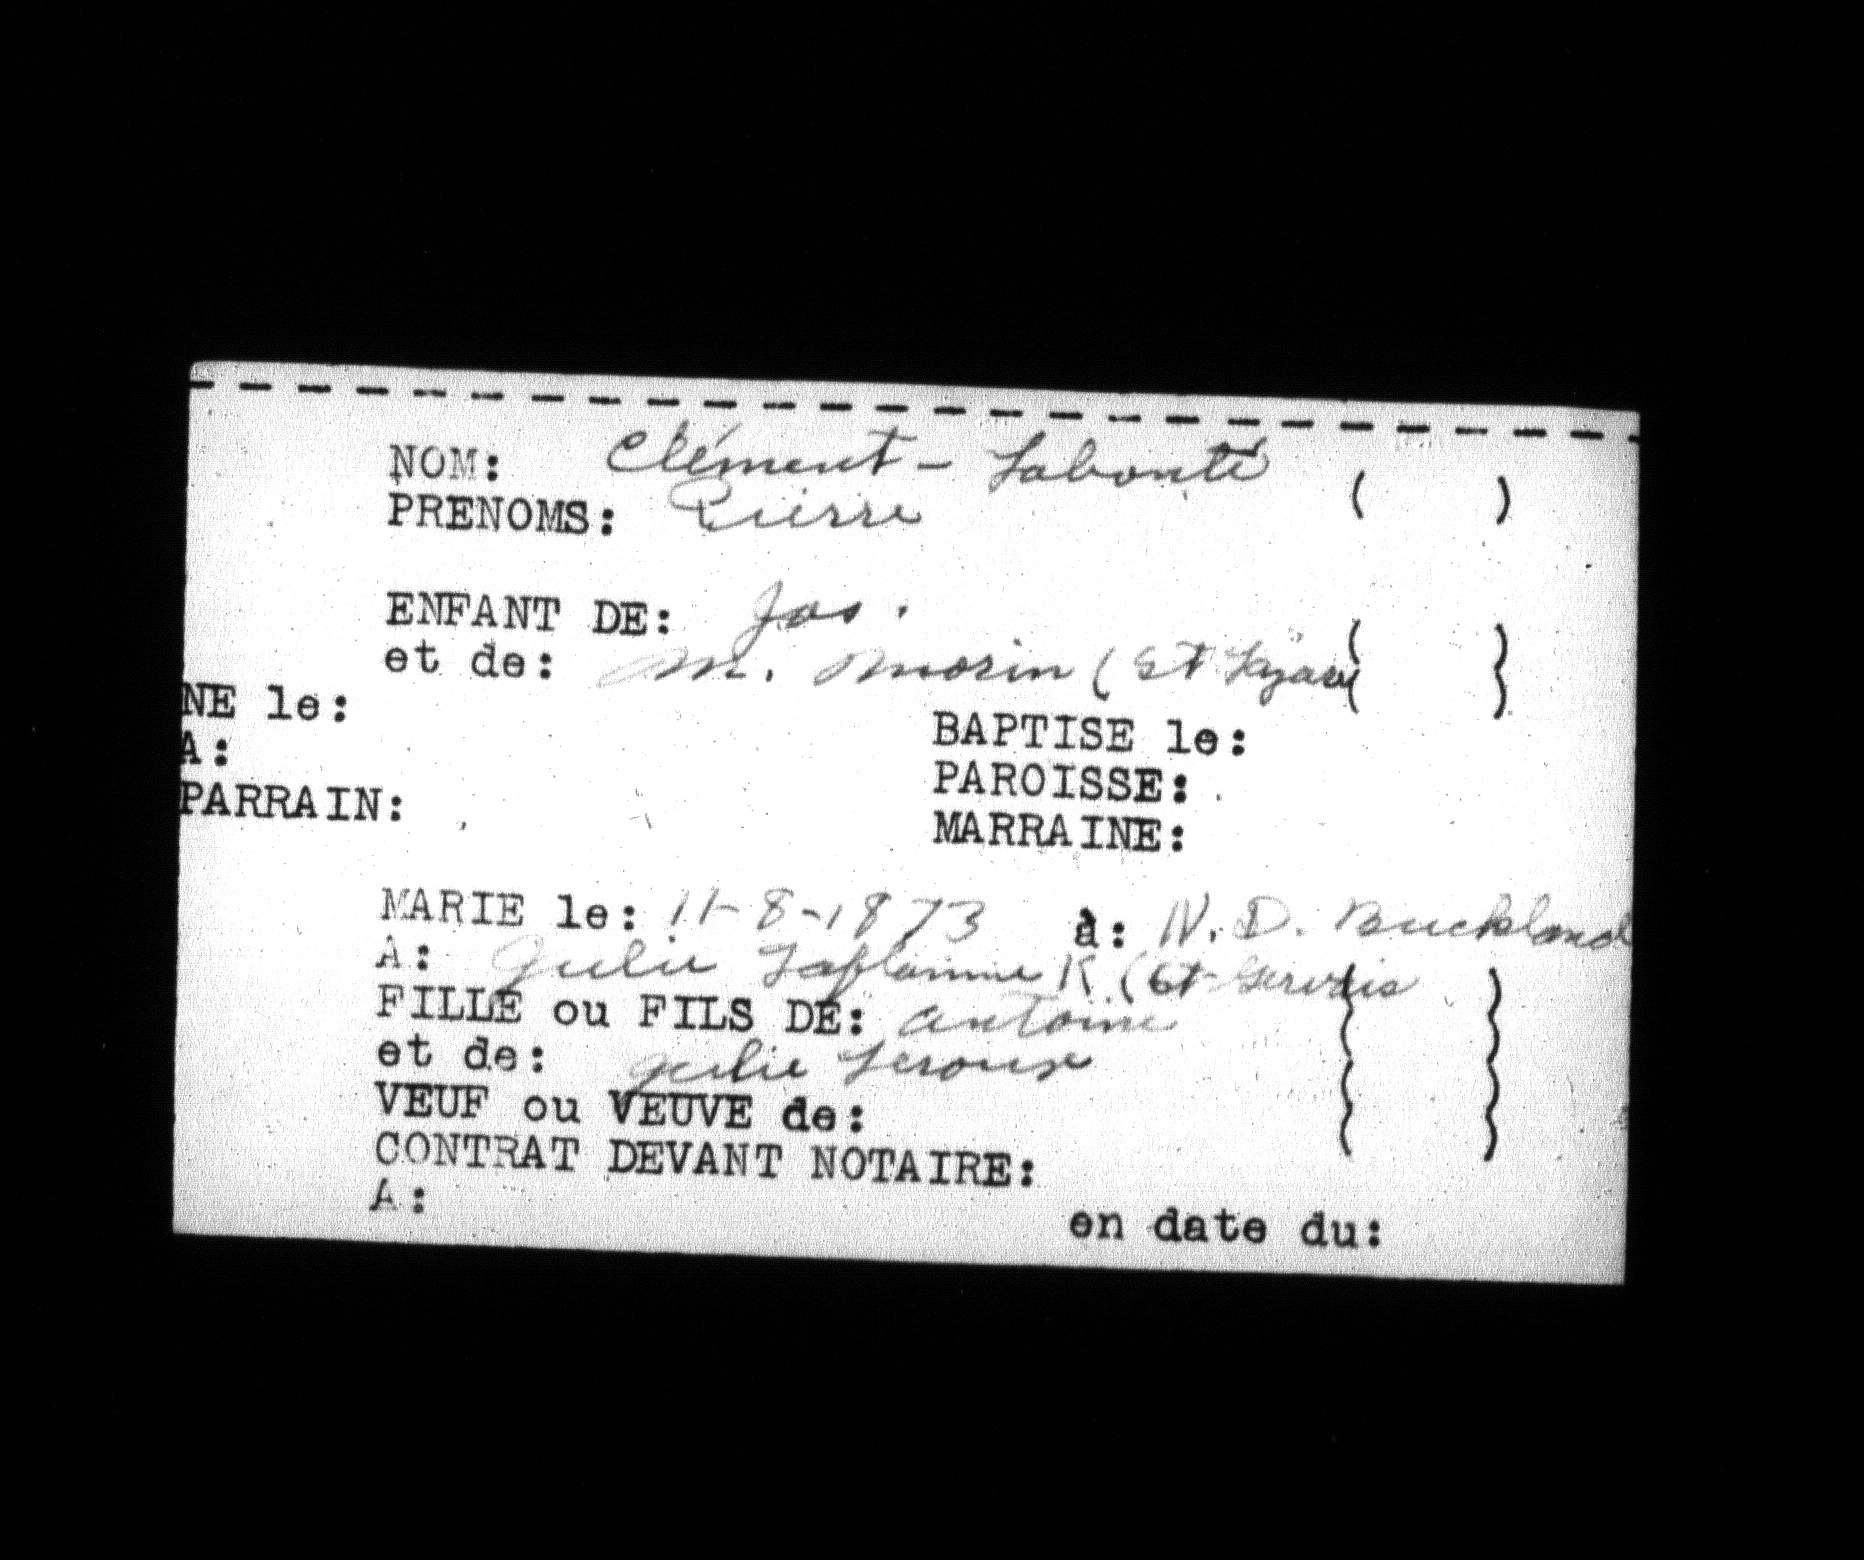 NOM: Clément - Labonté
PRENOMS: Pierre ( )
ENFANT DE: Jos. ( )
et de: M. Morin (St Lazare ( )
NE le:
BAPTISE le:
A:
PAROISSE:
PARRAIN:
MARRAINE:
MARIE le: 11-8-1873 à: N. D. Buckland
A: Julie Laflamme K (St-Gervais ( )
FILLE ou FILS DE: Antoine ( )
et de: Julie Leroux ( )
VEUF ou VEUVE de: ( )
CONTRAT DEVANT NOTAIRE:
A: en date du: